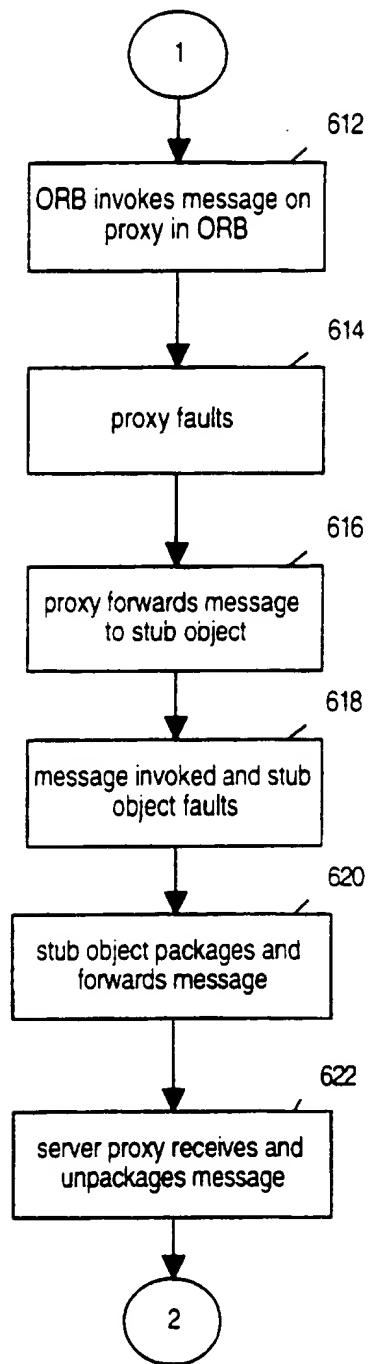 1
612
ORB invokes message on
proxy in ORB
614
proxy faults
616
proxy forwards message
to stub object
618
message invoked and stub
object faults
620
stub object packages and
forwards message
622
server proxy receives and
unpackages message
2